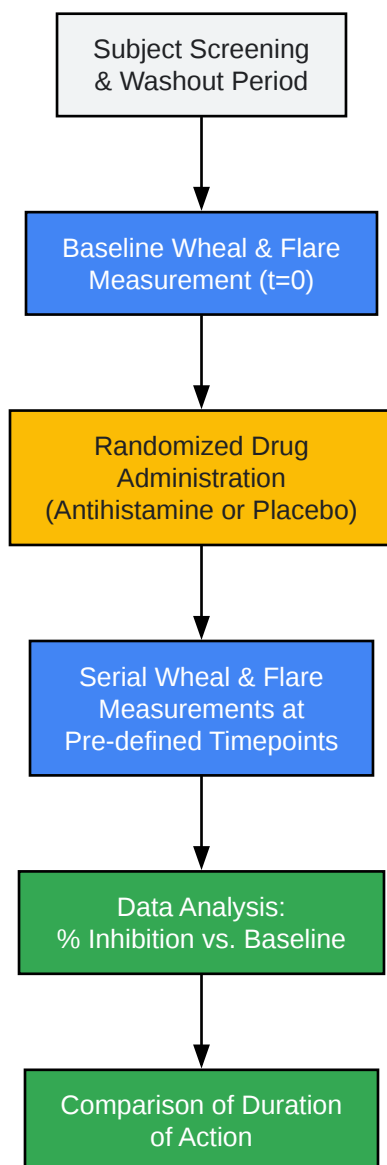 Subject Screening
& Washout Period
Baseline Wheal & Flare
Measurement (t=0)
Randomized Drug
Administration
(Antihistamine or Placebo)
Serial Wheal & Flare
Measurements at
Pre-defined Timepoints
Data Analysis:
% Inhibition vs. Baseline
Comparison of Duration
of Action